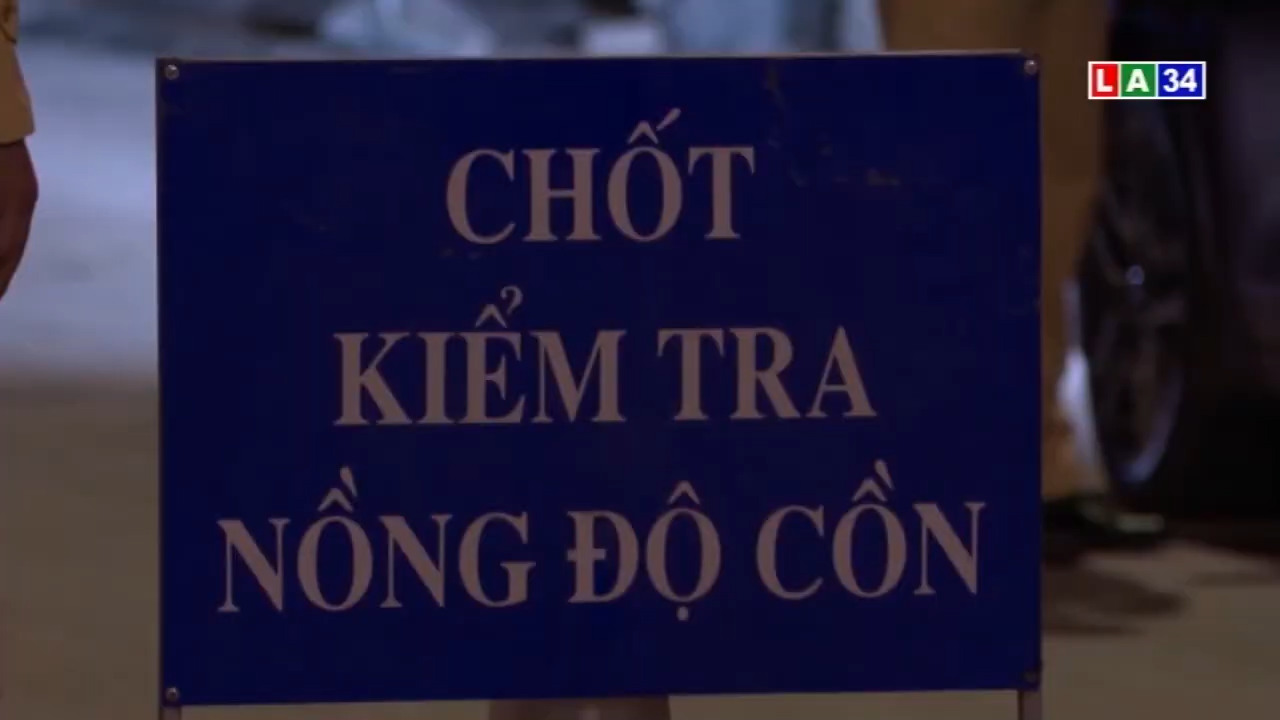 LA34
CHỐT
KIỂM TRA
NỒNG ĐỘ CỒN